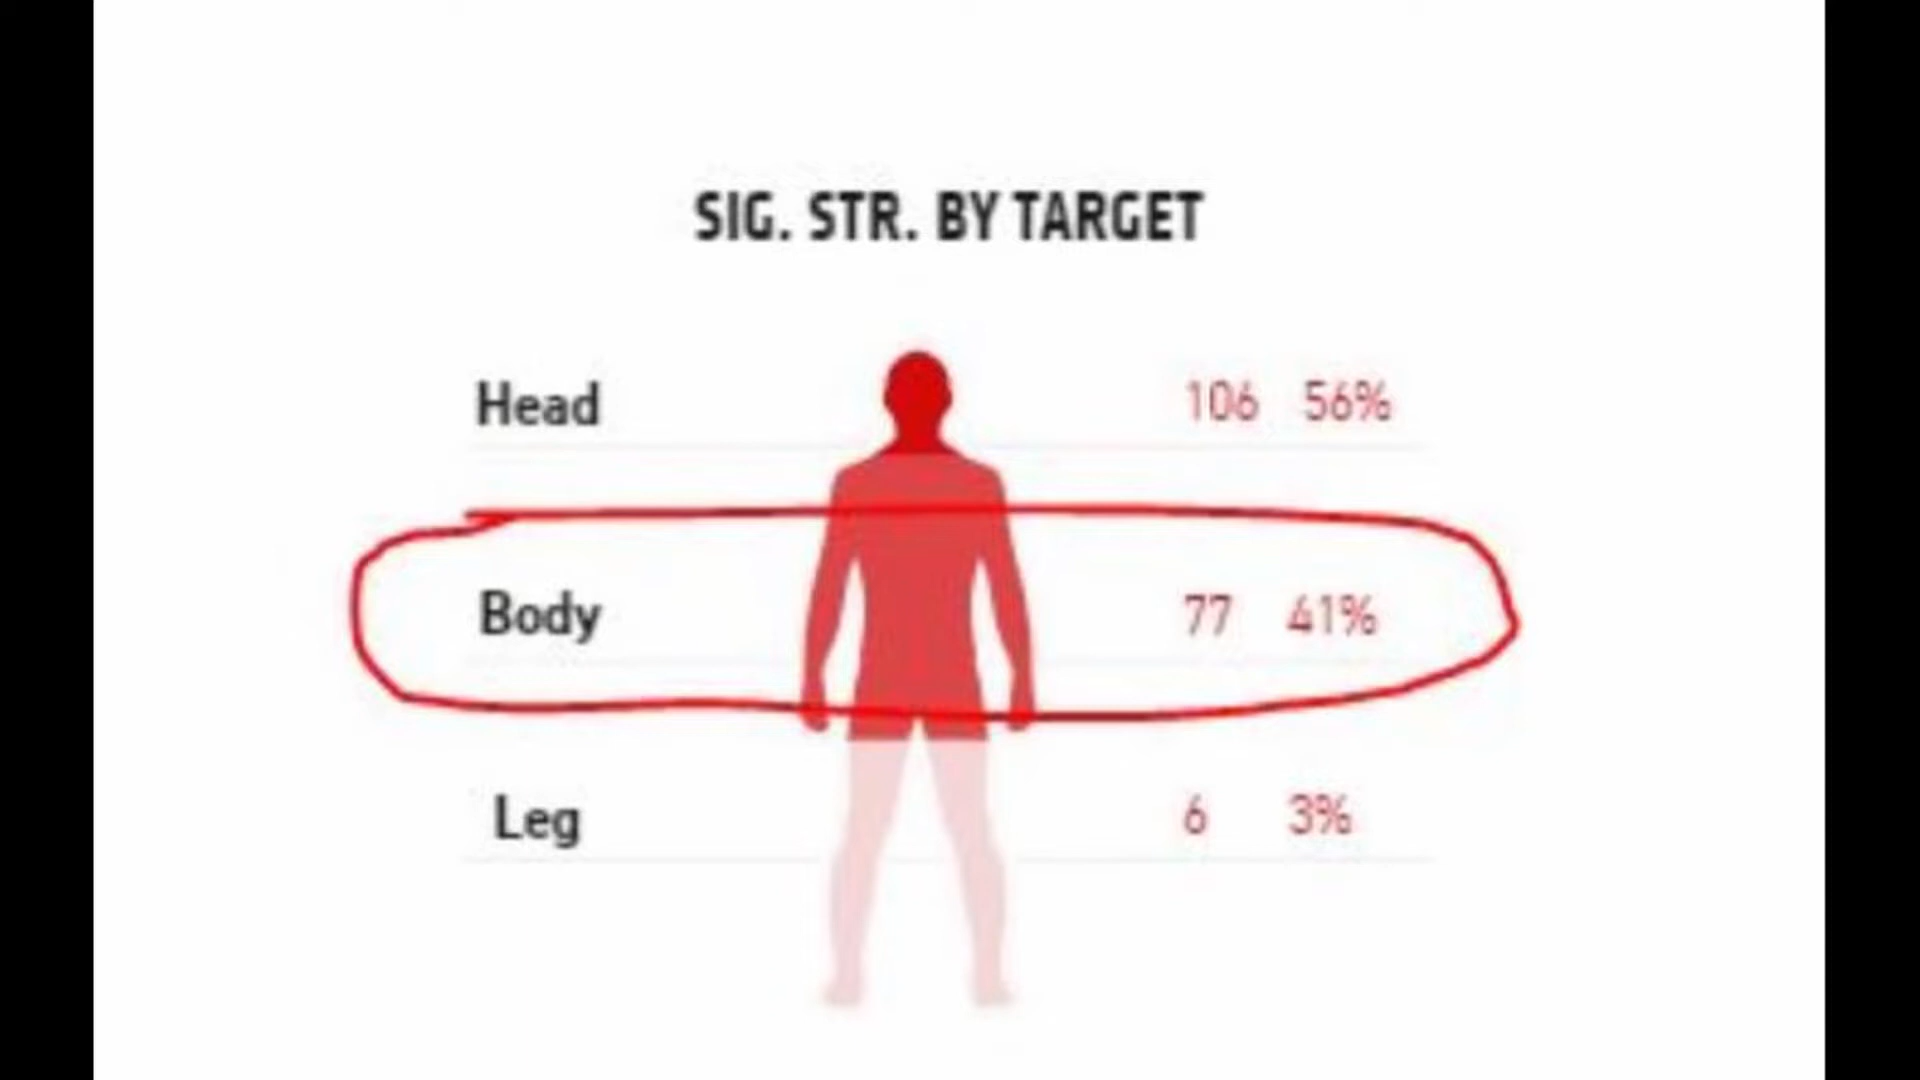 SIG. STR. BY TARGET
Head 106 56%
Body 77 41%
Leg 6 3%